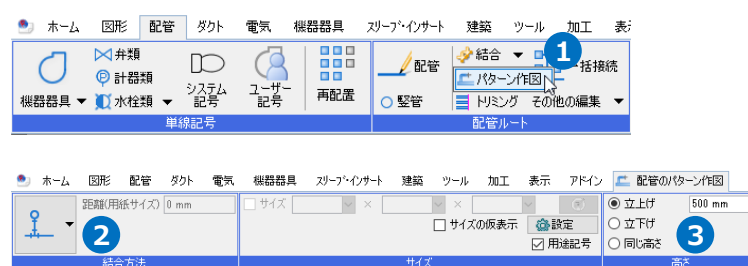 ホーム 図形 配管 ダクト 電気 機器器具 スリーブ・インサート 建築 ツール 加工
機器器具 弁類 計器類 水栓類 システム記号 ユーザー記号 再配置
単線記号
配管 竪管 結合 1 一括接続
パターン作図
トリミング その他の編集
配管ルート
ホーム 図形 配管 ダクト 電気 機器器具 スリーブ・インサート 建築 ツール 加工 表示 アドイン 配管のパターン作図
距離(用紙サイズ) 0 mm
2
結合方法
サイズ × ×
サイズの仮表示 設定
用途記号
サイズ
立上げ 500 mm
立下げ 3
同じ高さ
高さ